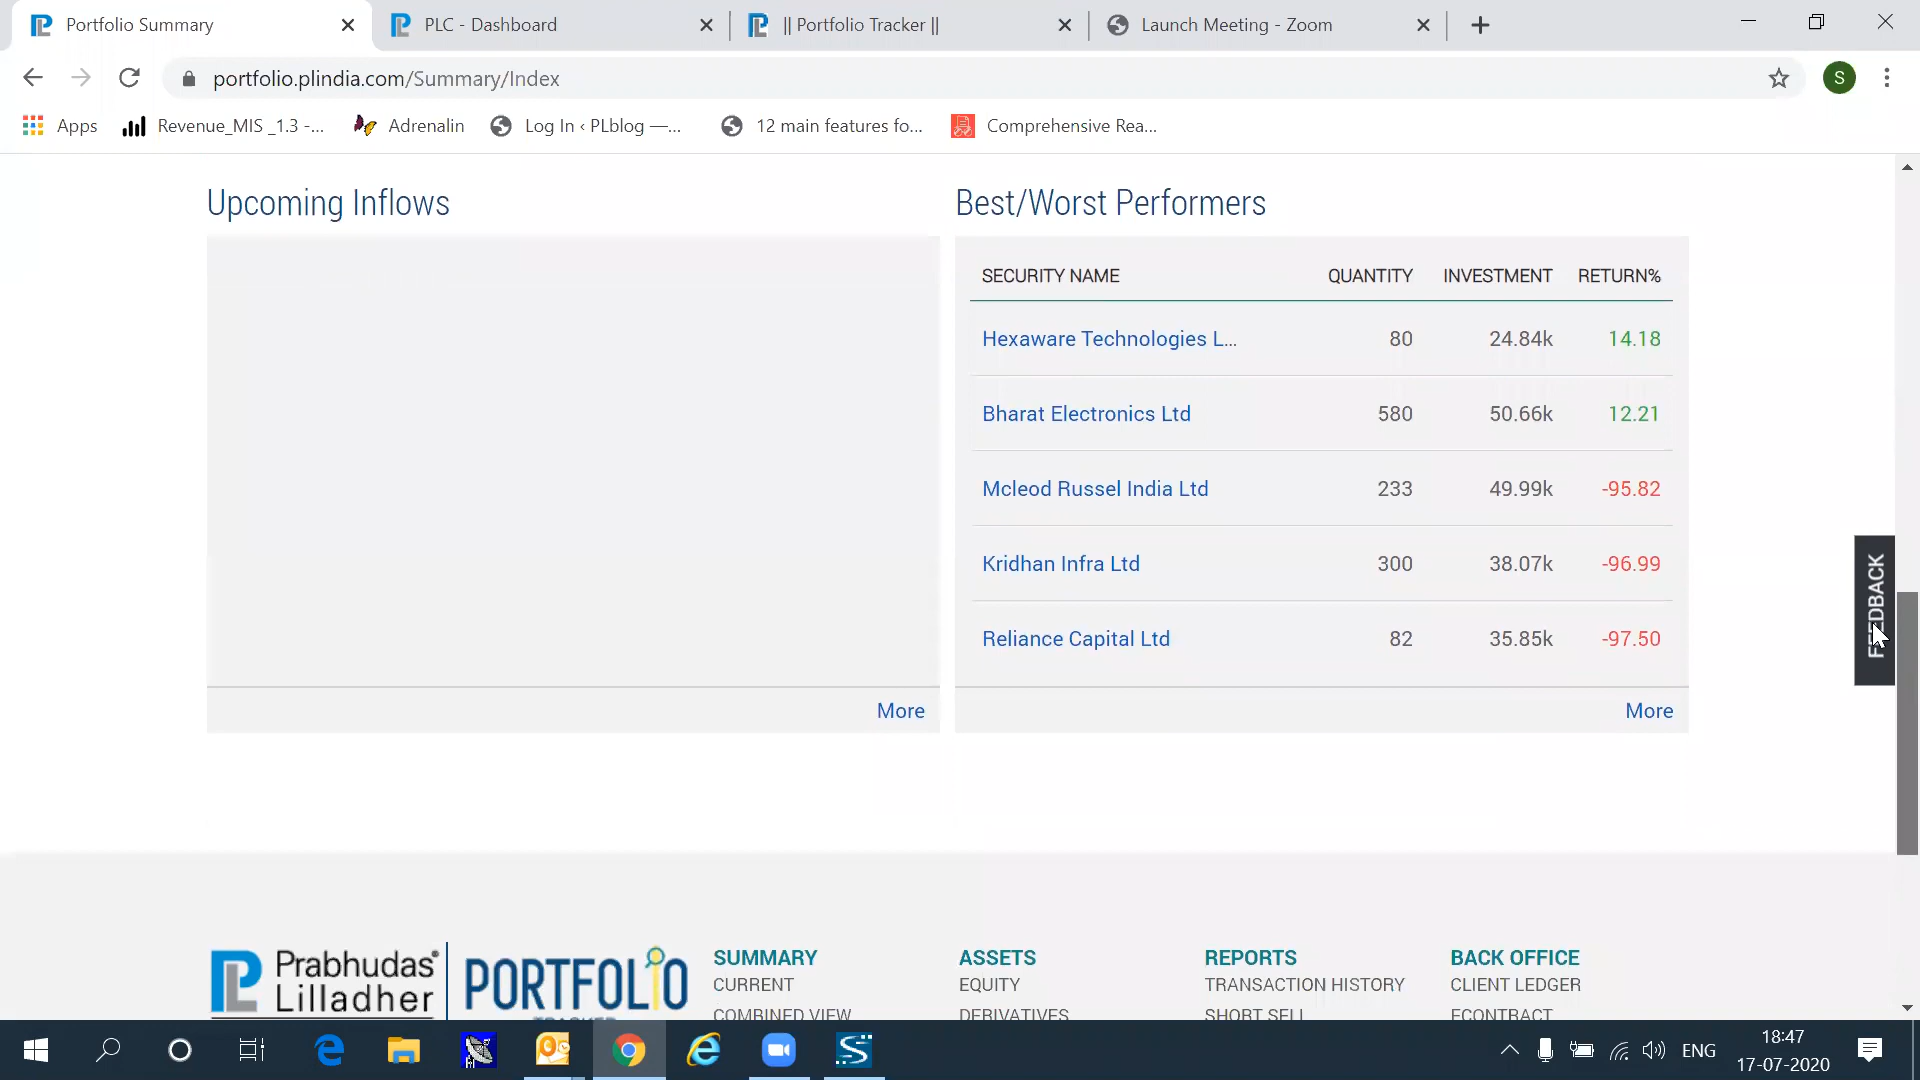 Portfolio Summary
PLC - Dashboard
|| Portfolio Tracker ||
Launch Meeting - Zoom
portfolio.plindia.com/Summary/Index
S
Apps
Revenue_MIS _1.3 -...
Adrenalin
Log In ‹ PLblog —...
12 main features fo...
Comprehensive Rea...
Upcoming Inflows
More
Best/Worst Performers
SECURITY NAME QUANTITY INVESTMENT RETURN%
Hexaware Technologies L... 80 24.84k 14.18
Bharat Electronics Ltd 580 50.66k 12.21
Mcleod Russel India Ltd 233 49.99k -95.82
Kridhan Infra Ltd 300 38.07k -96.99
Reliance Capital Ltd 82 35.85k -97.50
More
FEEDBACK
Prabhudas
Lilladher
PORTFOLIO
TRACKER
SUMMARY
CURRENT
COMBINED VIEW
ASSETS
EQUITY
DERIVATIVES
REPORTS
TRANSACTION HISTORY
SHORT SELL
BACK OFFICE
CLIENT LEDGER
ECONTRACT
ENG
18:47
17-07-2020